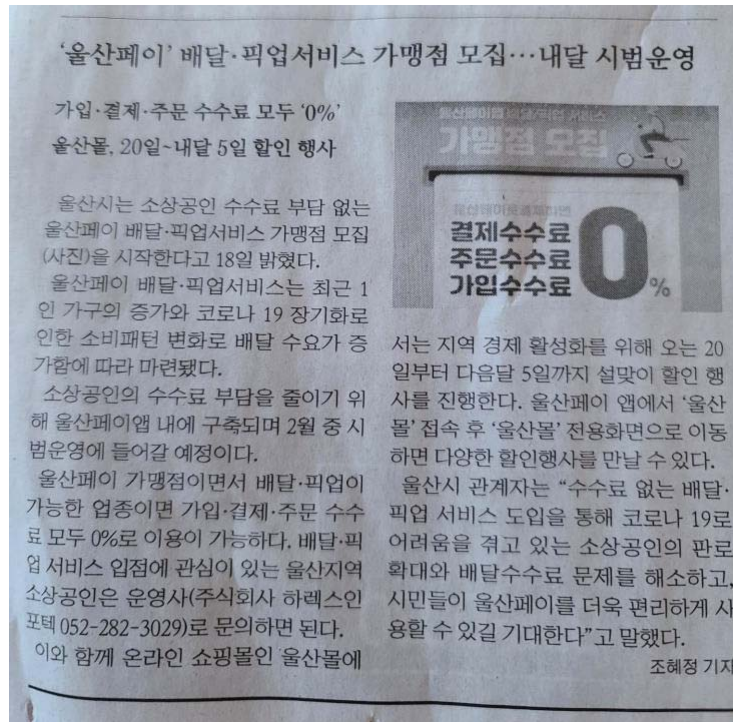 '울산페이' 배달·픽업서비스 가맹점 모집…내달 시범운영
가입·결제·주문 수수료 모두 '0%'
울산몰, 20일~내달 5일 할인 행사
울산시는 소상공인 수수료 부담 없는
울산페이 배달·픽업서비스 가맹점 모집
(사진)을 시작한다고 18일 밝혔다.
울산페이 배달·픽업서비스는 최근 1
인 가구의 증가와 코로나 19 장기화로
인한 소비패턴 변화로 배달 수요가 증
가함에 따라 마련됐다.
소상공인의 수수료 부담을 줄이기 위
해 울산페이앱 내에 구축되며 2월 중 시
범운영에 들어갈 예정이다.
울산페이 가맹점이면서 배달·픽업이
가능한 업종이면 가입·결제·주문 수수
료 모두 0%로 이용이 가능하다. 배달·픽
업 서비스 입점에 관심이 있는 울산지역
소상공인은 운영사(주식회사 하렉스인
포텍 052-282-3029)로 문의하면 된다.
이와 함께 온라인 쇼핑몰인 울산몰에
울산페이앱 배달·픽업 서비스
가맹점 모집
울산페이로 결제하면
결제수수료
주문수수료
가입수수료
0%
서는 지역 경제 활성화를 위해 오는 20
일부터 다음달 5일까지 설맞이 할인 행
사를 진행한다. 울산페이 앱에서 '울산
몰' 접속 후 '울산몰' 전용화면으로 이동
하면 다양한 할인행사를 만날 수 있다.
울산시 관계자는 "수수료 없는 배달·
픽업 서비스 도입을 통해 코로나 19로
어려움을 겪고 있는 소상공인의 판로
확대와 배달수수료 문제를 해소하고,
시민들이 울산페이를 더욱 편리하게 사
용할 수 있길 기대한다"고 말했다.
조혜정 기자